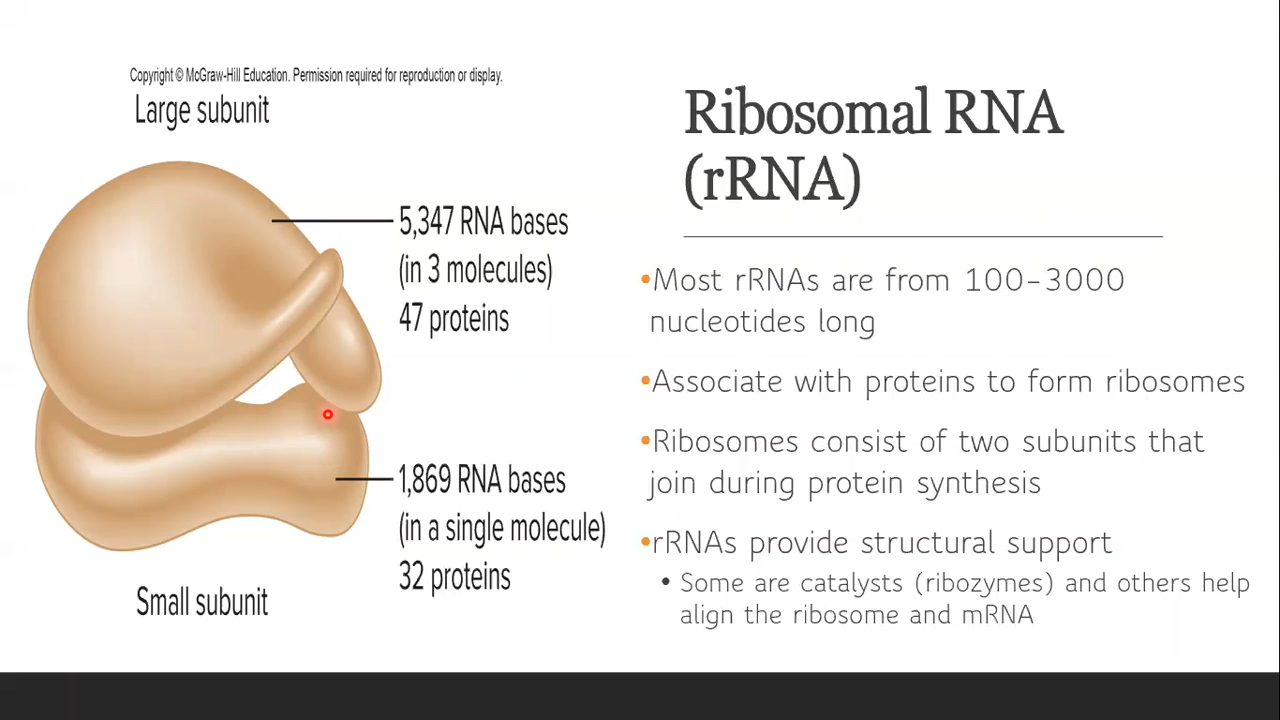 Copyright © McGraw-Hill Education. Permission required for reproduction or display.
Large subunit
5,347 RNA bases
(in 3 molecules)
47 proteins
1,869 RNA bases
(in a single molecule)
32 proteins
Small subunit
Ribosomal RNA
(rRNA)
•Most rRNAs are from 100-3000
nucleotides long
•Associate with proteins to form ribosomes
•Ribosomes consist of two subunits that
join during protein synthesis
•rRNAs provide structural support
• Some are catalysts (ribozymes) and others help
align the ribosome and mRNA